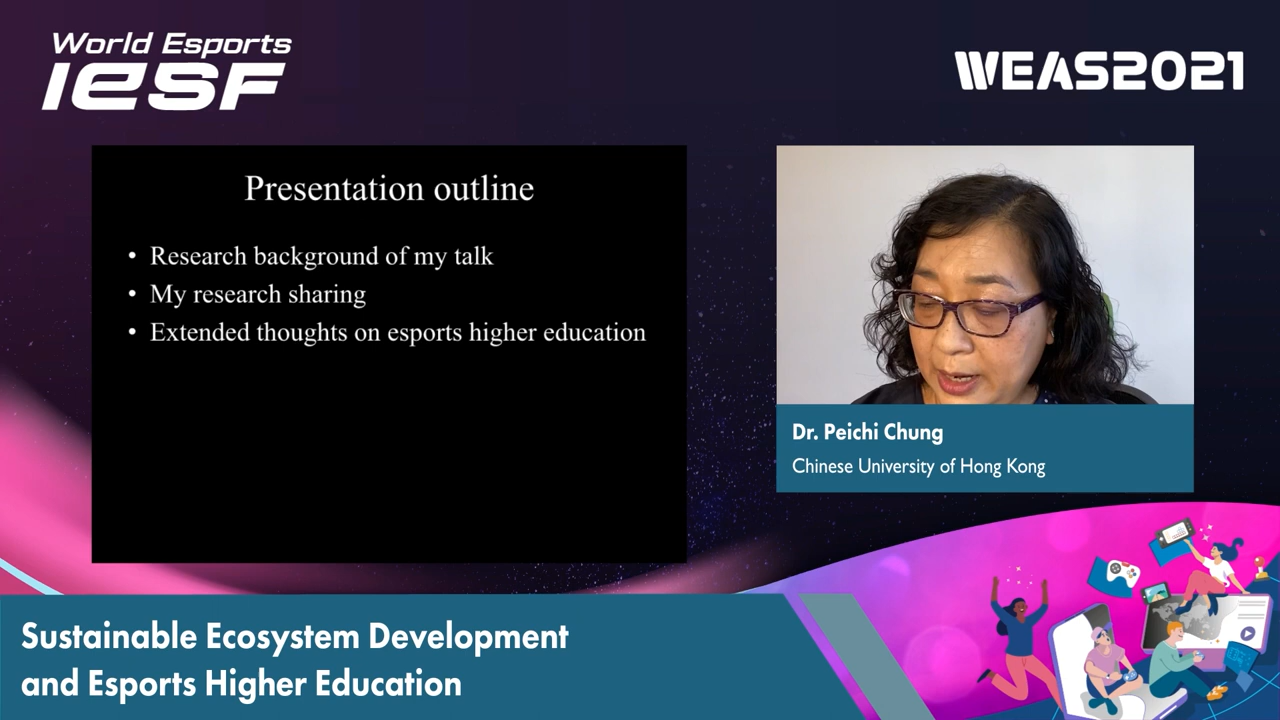 World Esports
IESF
WEAS2021
Presentation outline
• Research background of my talk
• My research sharing
• Extended thoughts on esports higher education
Dr. Peichi Chung
Chinese University of Hong Kong
Sustainable Ecosystem Development
and Esports Higher Education